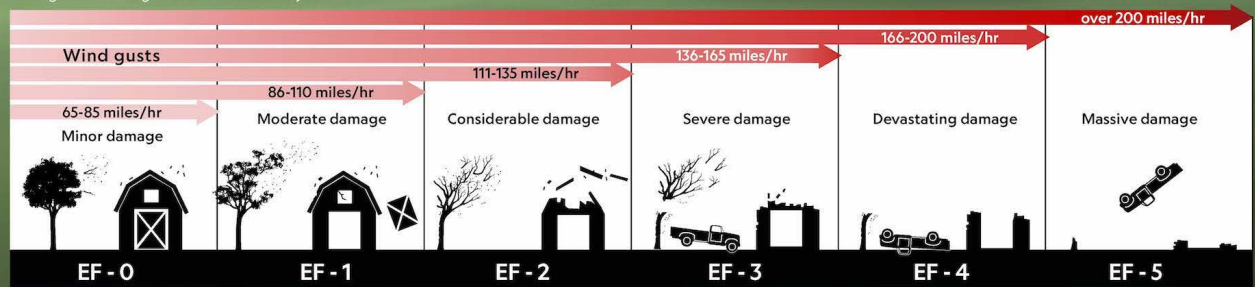 over 200 miles/hr
166-200 miles/hr
Wind gusts
136-165 miles/hr
111-135 miles/hr
86-110 miles/hr
65-85 miles/hr
Minor damage
Moderate damage
Considerable damage
Severe damage
Devastating damage
Massive damage
EF - 0
EF - 1
EF - 2
EF - 3
EF - 4
EF - 5